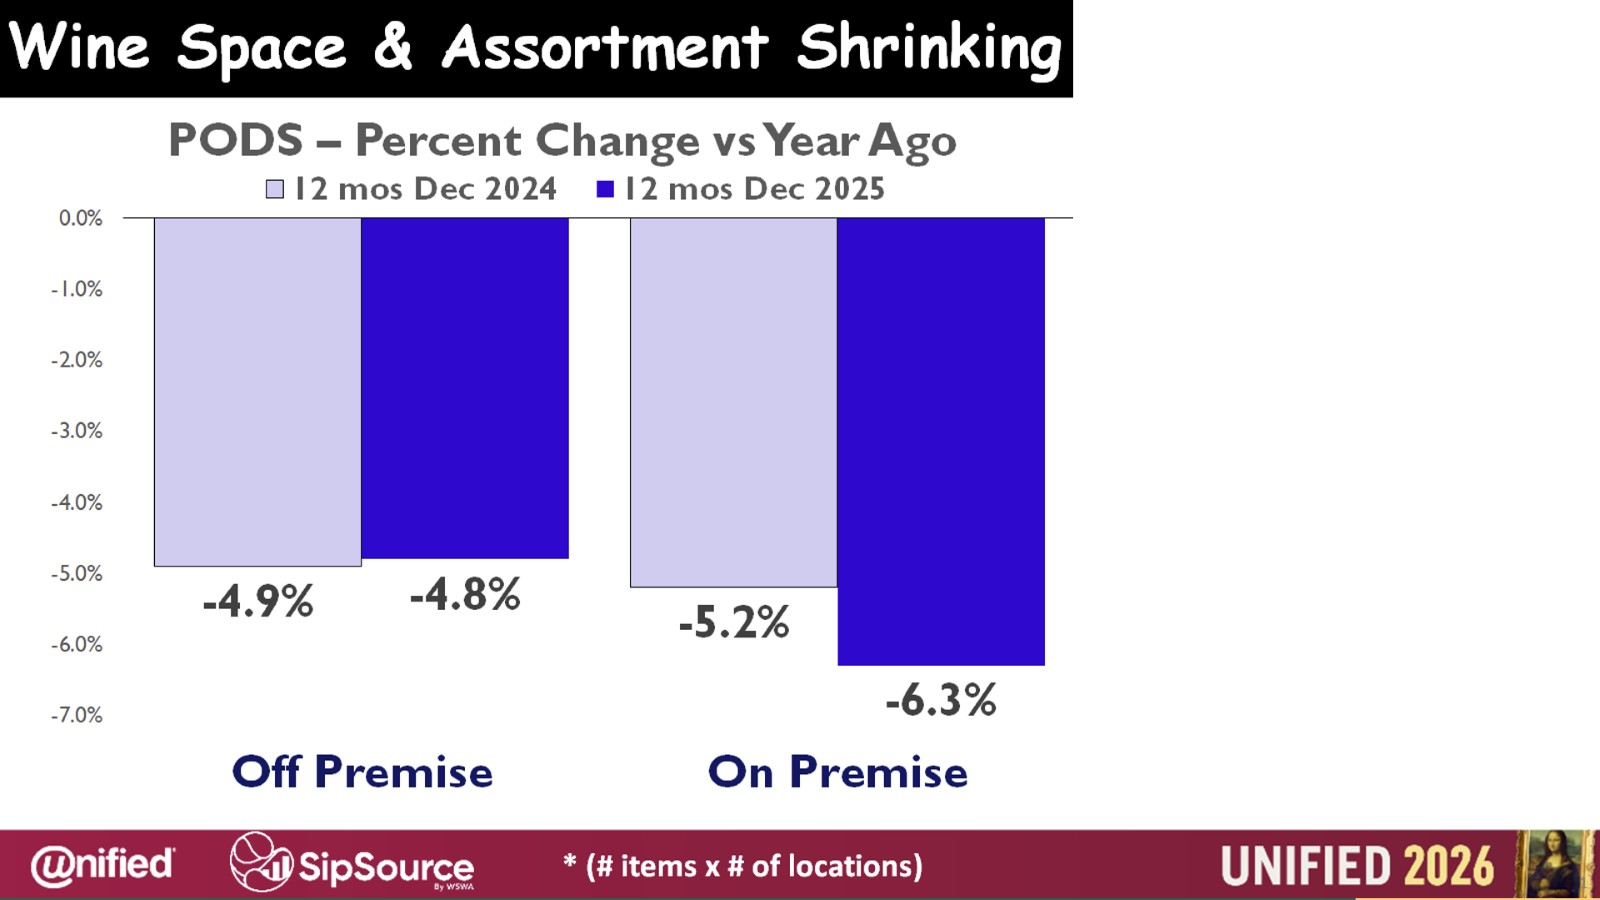 Wine Space & Assortment Shrinking
PODS – Percent Change vs Year Ago
12 mos Dec 2024 12 mos Dec 2025
0.0%
-1.0%
-2.0%
-3.0%
-4.0%
-5.0%
-6.0%
-7.0%
-4.9%
-4.8%
-5.2%
-6.3%
Off Premise
On Premise
unified
SipSource
By WSWA
* (# items x # of locations)
UNIFIED 2026